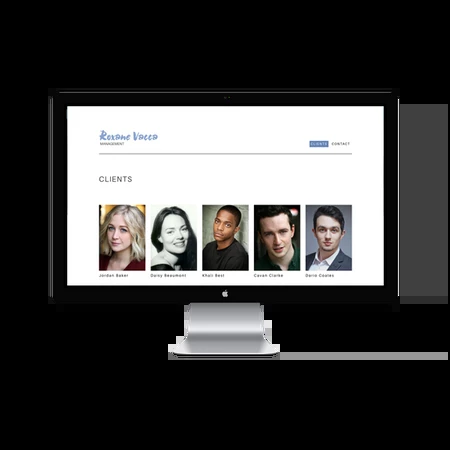 Roxane Vacca
MANAGEMENT
CLIENTS CONTACT
CLIENTS
Jordan Baker Daisy Beaumont Khali Best Cavan Clarke Dario Coates